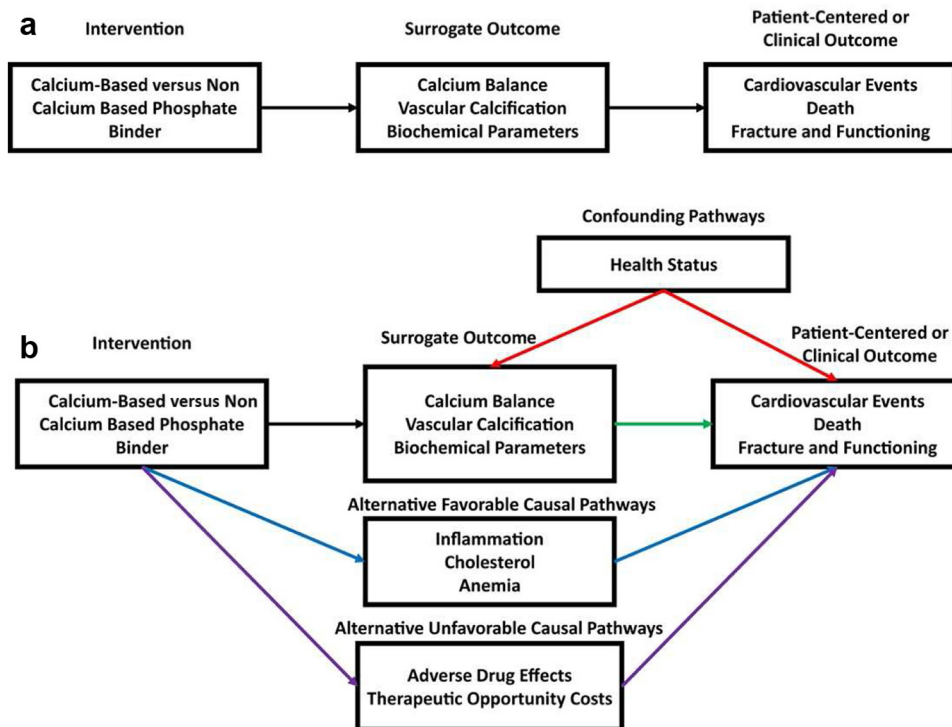 a
Intervention
Surrogate Outcome
Patient-Centered or
Clinical Outcome
Calcium-Based versus Non
Calcium Based Phosphate
Binder
Calcium Balance
Vascular Calcification
Biochemical Parameters
Cardiovascular Events
Death
Fracture and Functioning
Confounding Pathways
Health Status
b
Intervention
Surrogate Outcome
Patient-Centered or
Clinical Outcome
Calcium-Based versus Non
Calcium Based Phosphate
Binder
Calcium Balance
Vascular Calcification
Biochemical Parameters
Cardiovascular Events
Death
Fracture and Functioning
Alternative Favorable Causal Pathways
Inflammation
Cholesterol
Anemia
Alternative Unfavorable Causal Pathways
Adverse Drug Effects
Therapeutic Opportunity Costs